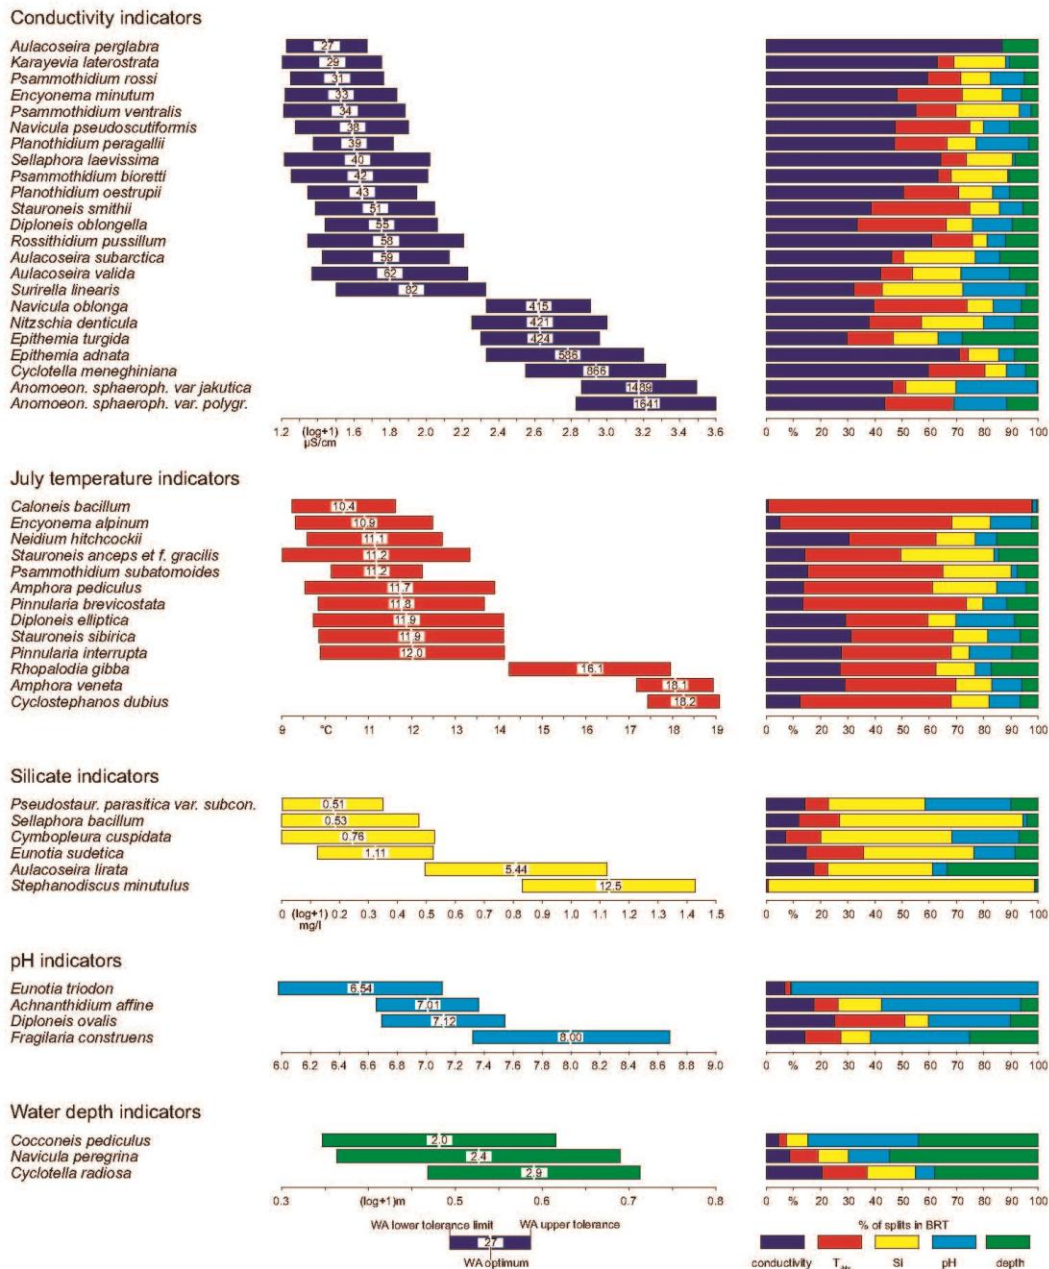 Conductivity indicators
Aulacoseira perglabra 27
Karayevia laterostrata 29
Psammothidium rossi 31
Encyonema minutum 33
Psammothidium ventralis 34
Navicula pseudoscutiformis 38
Planothidium peragallii 39
Sellaphora laevissima 40
Psammothidium bioretti 42
Planothidium oestrupii 43
Stauroneis smithii 51
Diploneis oblongella 55
Rossithidium pussillum 58
Aulacoseira subarctica 59
Aulacoseira valida 62
Surirella linearis 82
Navicula oblonga 415
Nitzschia denticula 421
Epithemia turgida 424
Epithemia adnata 586
Cyclotella meneghiniana 866
Anomoeon. sphaeroph. var jakutica 1489
Anomoeon. sphaeroph. var. polygr. 1641
1.2 (log+1) 1.6 1.8 2.0 2.2 2.4 2.6 2.8 3.0 3.2 3.4 3.6 0 % 20 30 40 50 60 70 80 90 100
µS/cm
July temperature indicators
Caloneis bacillum 10.4
Encyonema alpinum 10.9
Neidium hitchcockii 11.1
Stauroneis anceps et f. gracilis 11.2
Psammothidium subatomoides 11.2
Amphora pediculus 11.7
Pinnularia brevicostata 11.8
Diploneis elliptica 11.9
Stauroneis sibirica 11.9
Pinnularia interrupta 12.0
Rhopalodia gibba 16.1
Amphora veneta 18.1
Cyclostephanos dubius 18.2
9 °C 11 12 13 14 15 16 17 18 19 0 % 20 30 40 50 60 70 80 90 100
Silicate indicators
Pseudostaur. parasitica var. subcon. 0.51
Sellaphora bacillum 0.53
Cymbopleura cuspidata 0.76
Eunotia sudetica 1.11
Aulacoseira lirata 5.44
Stephanodiscus minutulus 12.5
0 (log+1) 0.2 0.3 0.4 0.5 0.6 0.7 0.8 0.9 1.0 1.1 1.2 1.3 1.4 1.5 0 % 20 30 40 50 60 70 80 90 100
mg/l
pH indicators
Eunotia triodon 6.54
Achnanthidium affine 7.01
Diploneis ovalis 7.12
Fragilaria construens 8.00
6.0 6.2 6.4 6.6 6.8 7.0 7.2 7.4 7.6 7.8 8.0 8.2 8.4 8.6 8.8 9.0 0 % 20 30 40 50 60 70 80 90 100
Water depth indicators
Cocconeis pediculus 2.0
Navicula peregrina 2.4
Cyclotella radiosa 2.9
0.3 (log+1)m 0.5 0.6 0.7 0.8 0 % 20 30 40 50 60 70 80 90 100
WA lower tolerance limit WA upper tolerance
27
WA optimum
% of splits in BRT
conductivity T Si pH depth